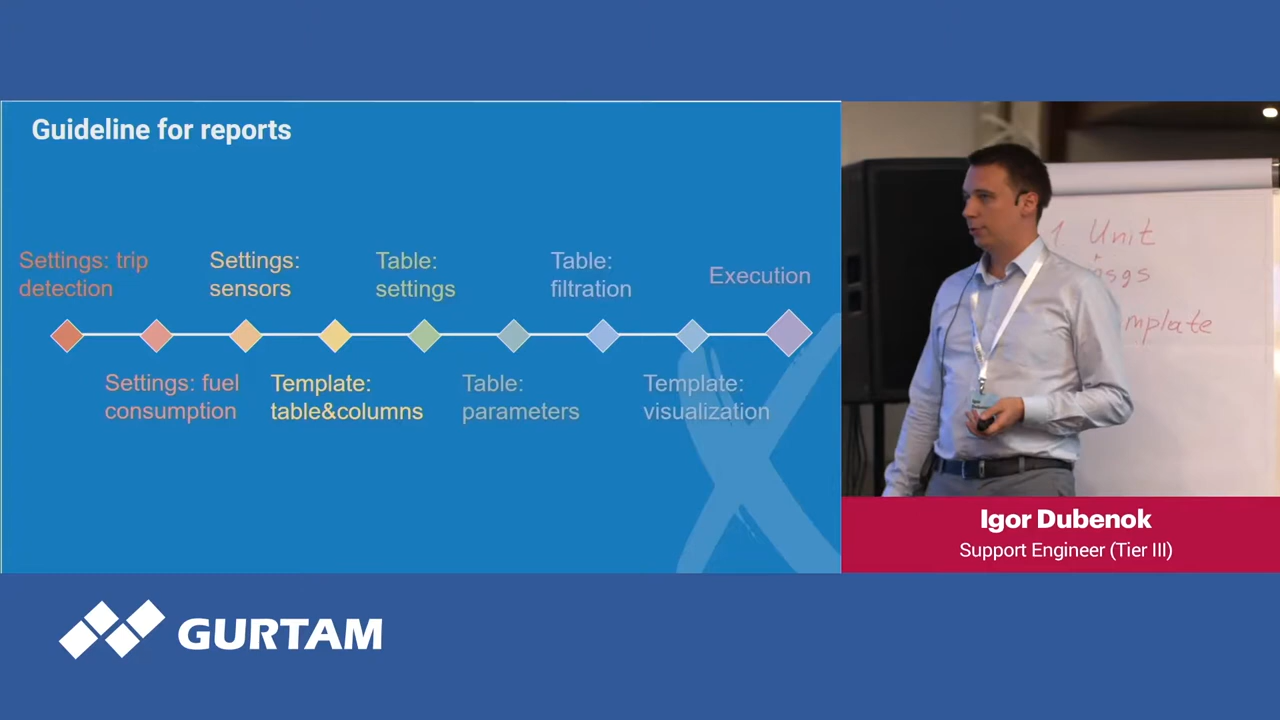 Guideline for reports
Settings: trip
detection
Settings:
sensors
Table:
settings
Table:
filtration
Execution
Settings: fuel
consumption
Template:
table&columns
Table:
parameters
Template:
visualization
1 Unit
Igor Dubenok
Support Engineer (Tier III)
GURTAM